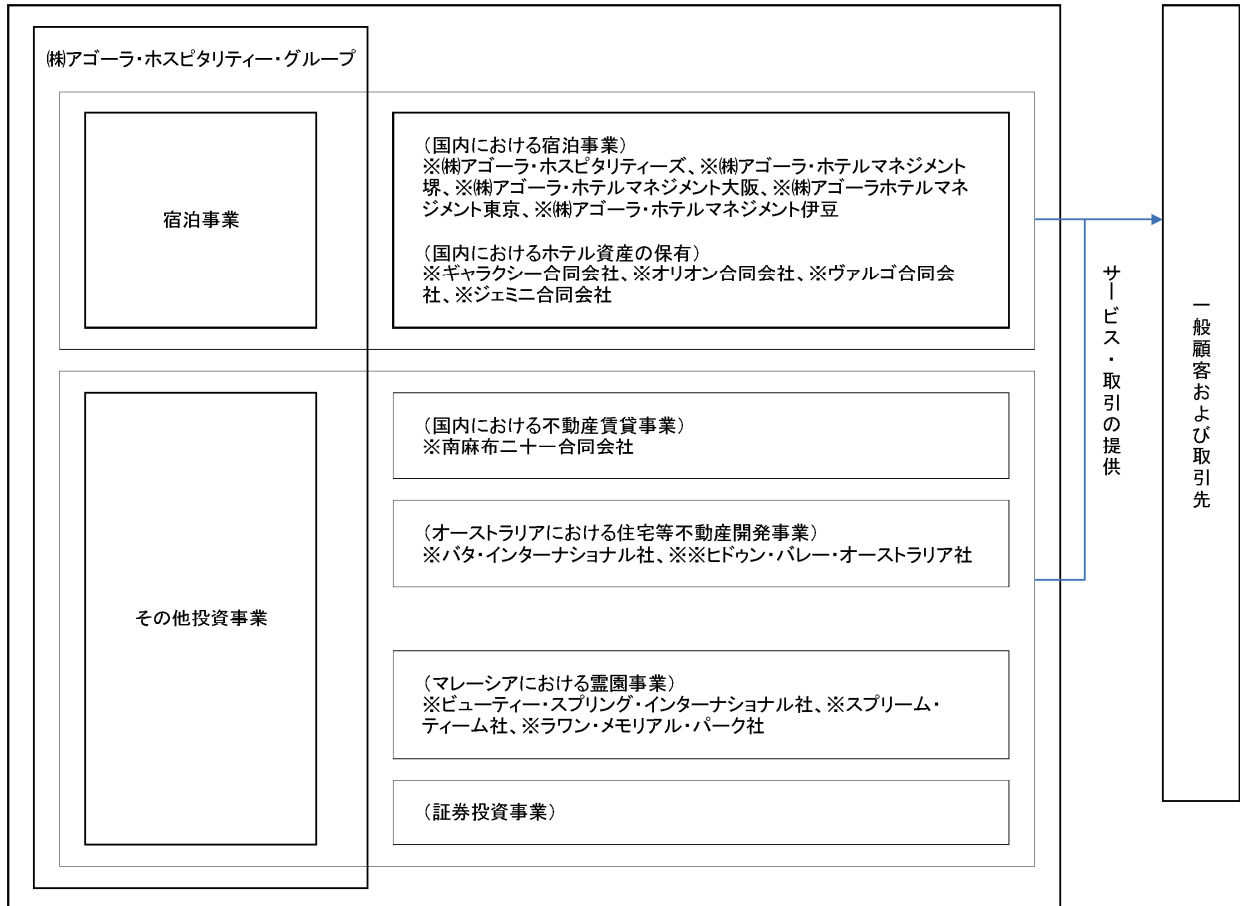 ㈱アゴーラ・ホスピタリティー・グループ
宿泊事業
(国内における宿泊事業)
※㈱アゴーラ・ホスピタリティーズ、※㈱アゴーラ・ホテルマネジメント
堺、※㈱アゴーラ・ホテルマネジメント大阪、※㈱アゴーラホテルマネ
ジメント東京、※㈱アゴーラ・ホテルマネジメント伊豆
(国内におけるホテル資産の保有)
※ギャラクシー合同会社、※オリオン合同会社、※ヴァルゴ合同会
社、※ジェミニ合同会社
その他投資事業
(国内における不動産賃貸事業)
※南麻布二十一合同会社
(オーストラリアにおける住宅等不動産開発事業)
※バタ・インターナショナル社、※※ヒドゥン・バレー・オーストラリア社
(マレーシアにおける霊園事業)
※ビューティー・スプリング・インターナショナル社、※スプリーム・
ティーム社、※ラワン・メモリアル・パーク社
(証券投資事業)
サービス・取引の提供
一般顧客および取引先